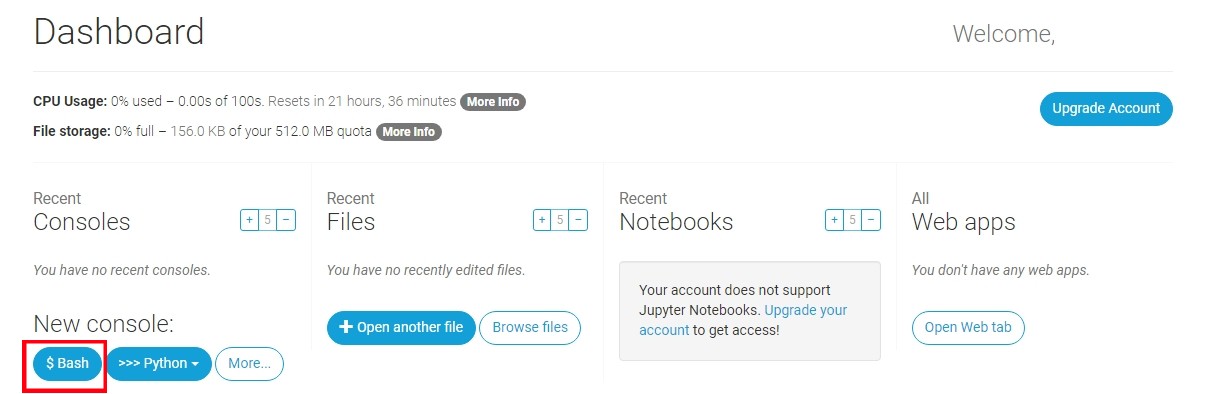 Dashboard
Welcome,
CPU Usage: 0% used – 0.00s of 100s. Resets in 21 hours, 36 minutes More Info
File storage: 0% full – 156.0 KB of your 512.0 MB quota More Info
Upgrade Account
Recent
Consoles
+ 5 −
You have no recent consoles.
New console:
$ Bash
>>> Python
More...
Recent
Files
+ 5 −
You have no recently edited files.
+ Open another file
Browse files
Recent
Notebooks
+ 5 −
Your account does not support
Jupyter Notebooks. Upgrade your
account to get access!
All
Web apps
You don't have any web apps.
Open Web tab